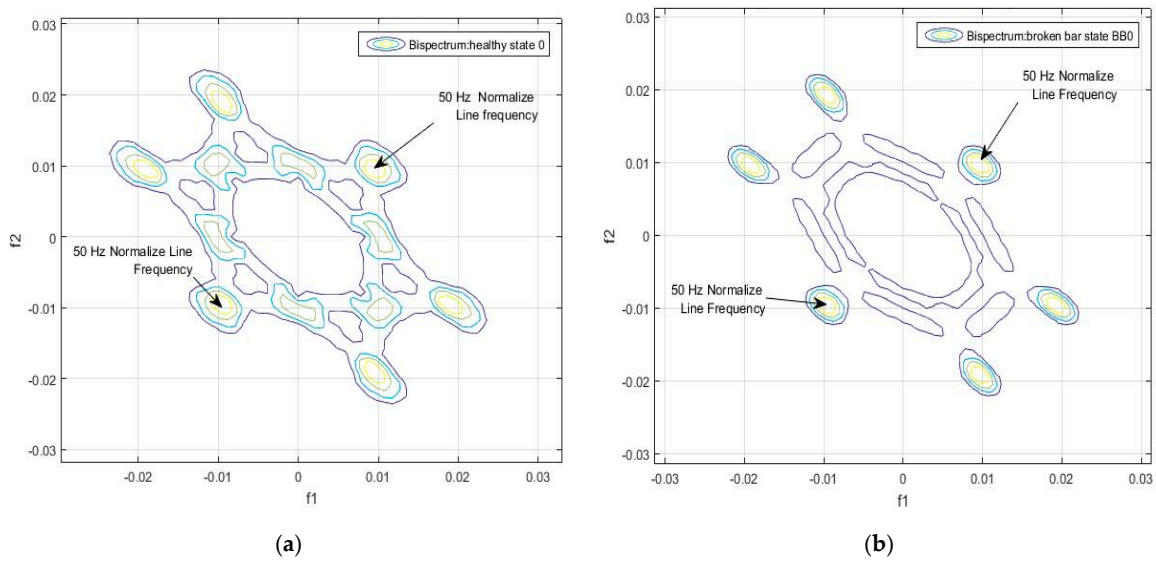 Bispectrum:healthy state 0
50 Hz Normalize
Line frequency
50 Hz Normalize Line
Frequency
0.03
0.02
0.01
0
-0.01
-0.02
-0.03
f2
-0.02
-0.01
0
0.01
0.02
0.03
f1
(a)
Bispectrum:broken bar state BB0
50 Hz Normalize
Line Frequency
50 Hz Normalize
Line Frequency
0.03
0.02
0.01
0
-0.01
-0.02
-0.03
f2
-0.03
-0.02
-0.01
0
0.01
0.02
0.03
f1
(b)